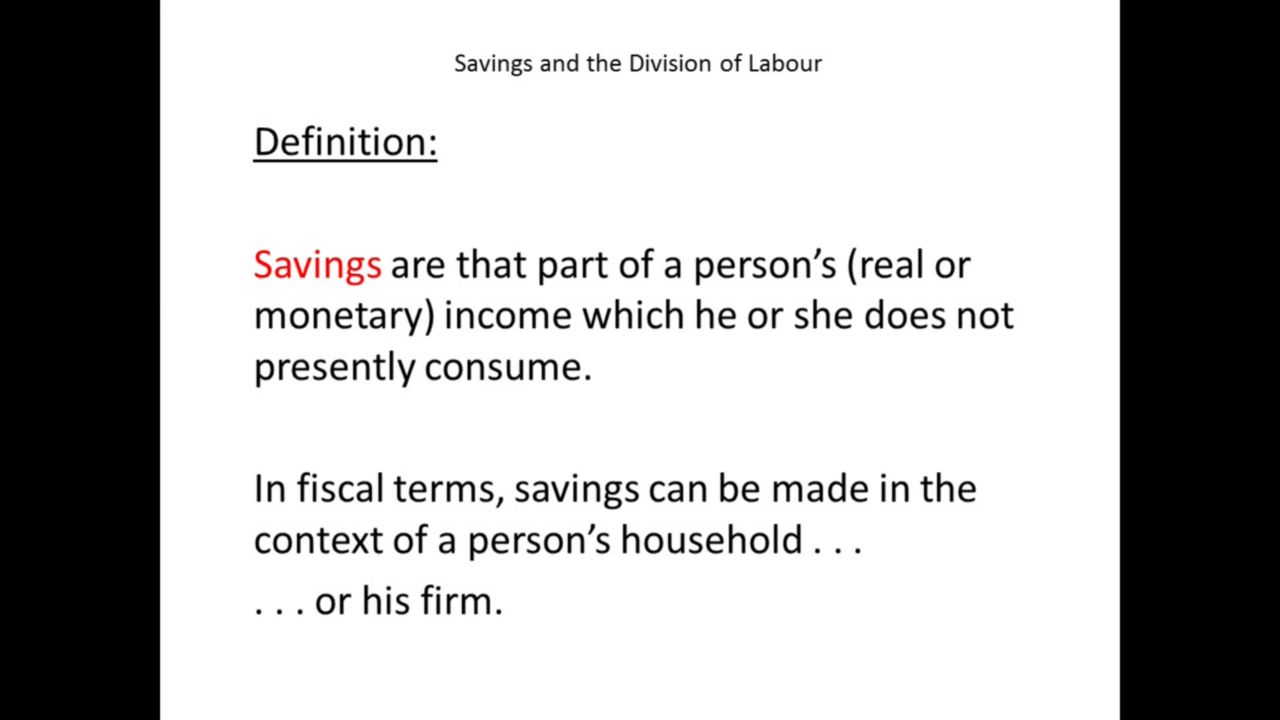 Savings and the Division of Labour
Definition:
Savings are that part of a person’s (real or
monetary) income which he or she does not
presently consume.
In fiscal terms, savings can be made in the
context of a person’s household . . .
. . . or his firm.